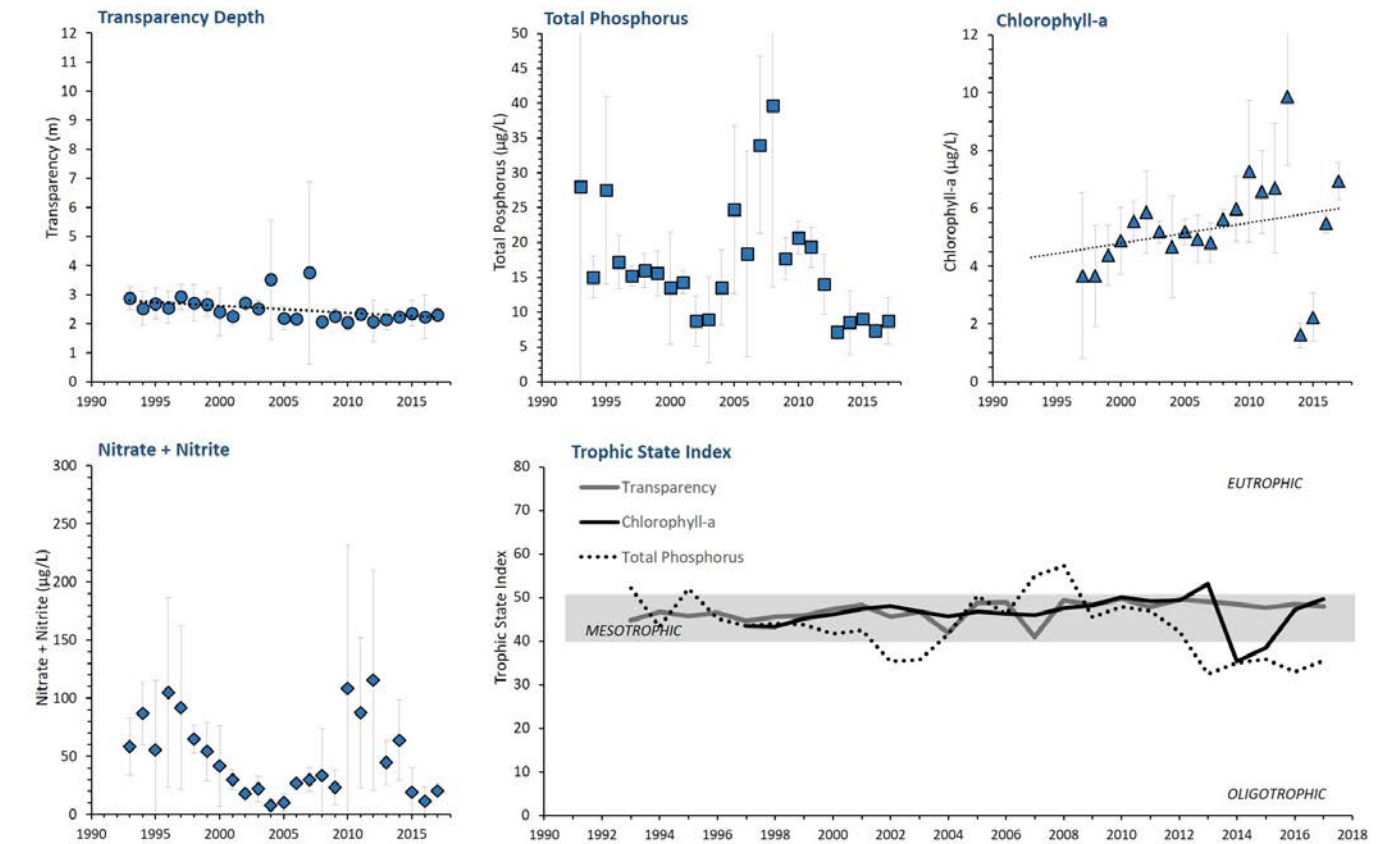 Transparency Depth
Transparency (m)
12
11
10
9
8
7
6
5
4
3
2
1
0
1990 1995 2000 2005 2010 2015
Total Phosphorus
Total Posphorus (µg/L)
50
45
40
35
30
25
20
15
10
5
0
1990 1995 2000 2005 2010 2015
Chlorophyll-a
Chlorophyll-a (µg/L)
12
10
8
6
4
2
0
1990 1995 2000 2005 2010 2015
Nitrate + Nitrite
Nitrate + Nitrite (µg/L)
300
250
200
150
100
50
0
1990 1995 2000 2005 2010 2015
Trophic State Index
Trophic State Index
80
70
60
50
40
30
20
10
0
Transparency
Chlorophyll-a
Total Phosphorus
EUTROPHIC
MESOTROPHIC
OLIGOTROPHIC
1990 1992 1994 1996 1998 2000 2002 2004 2006 2008 2010 2012 2014 2016 2018